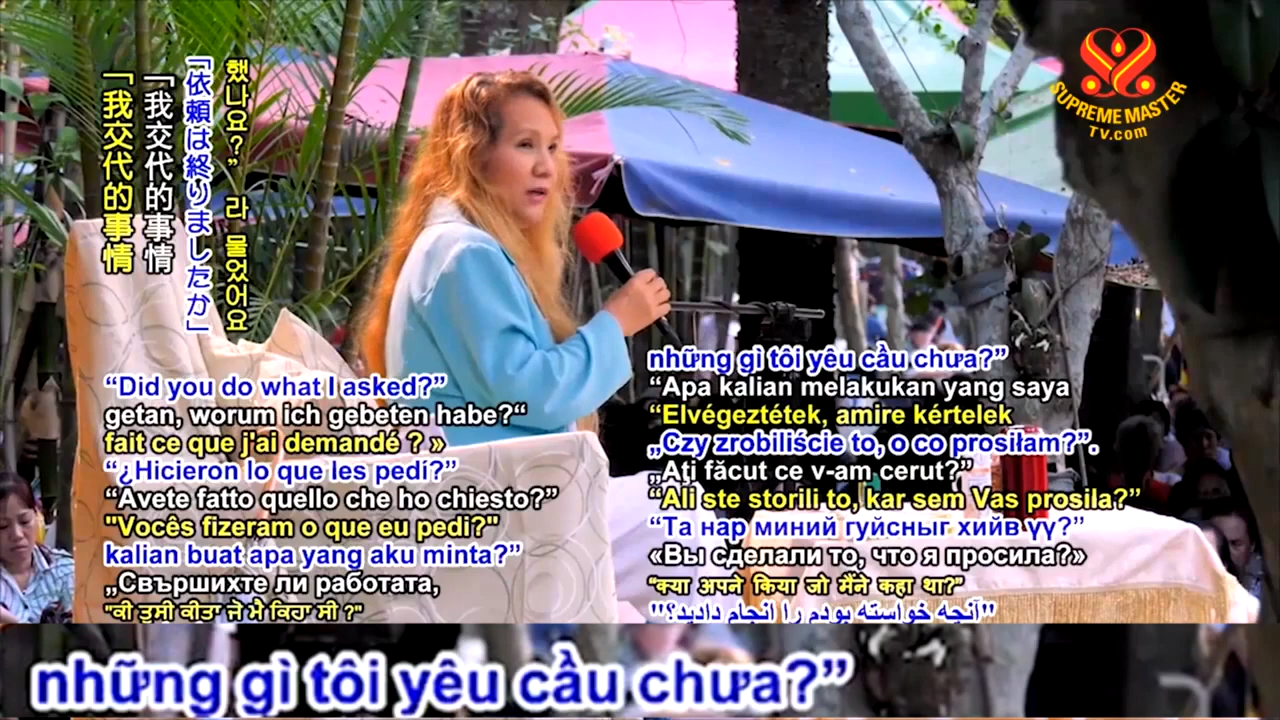 SUPREME MASTER
TV.com
했나요?” 라 물었어요
「依頼は終りましたか」
「我交代的事情
「我交代的事情
“Did you do what I asked?”
getan, worum ich gebeten habe?“
fait ce que j'ai demandé ? »
“¿Hicieron lo que les pedí?”
“Avete fatto quello che ho chiesto?”
"Vocês fizeram o que eu pedi?"
kalian buat apa yang aku minta?”
„Свършихте ли работата,
"ਕੀ ਤੁਸੀ ਕੀਤਾ ਜੋ ਮੈ ਕਿਹਾ ਸੀ ?"
những gì tôi yêu cầu chưa?”
“Apa kalian melakukan yang saya
“Elvégeztétek, amire kértelek
„Czy zrobiliście to, o co prosiłam?”.
„Aţi făcut ce v-am cerut?”
“Ali ste storili to, kar sem Vas prosila?”
“Та нар миний гуйсныг хийв үү?”
«Вы сделали то, что я просила?»
“क्या अपने किया जो मैंने कहा था?”
"آنچه خواسته بودم را انجام دادید؟"
những gì tôi yêu cầu chưa?”